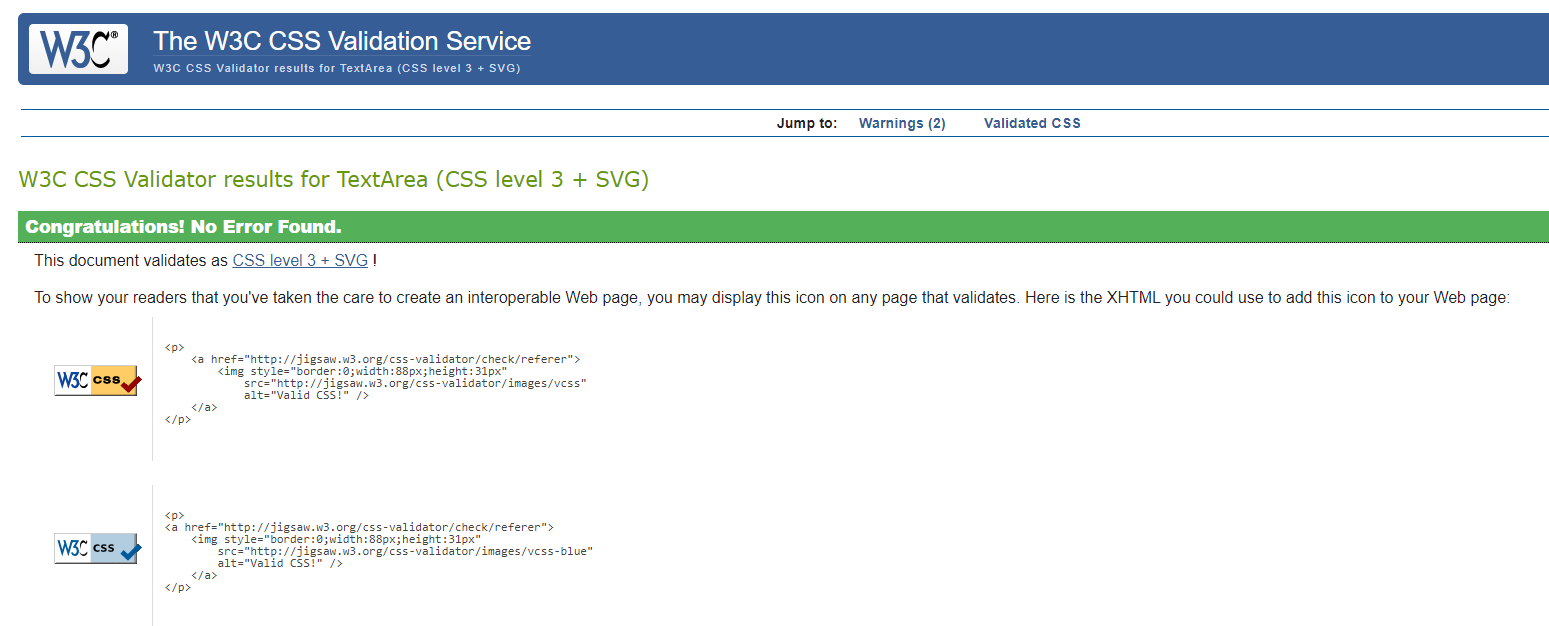 W3C®
The W3C CSS Validation Service
W3C CSS Validator results for TextArea (CSS level 3 + SVG)
Jump to: Warnings (2) Validated CSS
W3C CSS Validator results for TextArea (CSS level 3 + SVG)
Congratulations! No Error Found.
This document validates as CSS level 3 + SVG !
To show your readers that you've taken the care to create an interoperable Web page, you may display this icon on any page that validates. Here is the XHTML you could use to add this icon to your Web page:
W3C CSS
<p>
    <a href="http://jigsaw.w3.org/css-validator/check/referer">
        <img style="border:0;width:88px;height:31px"
            src="http://jigsaw.w3.org/css-validator/images/vcss"
            alt="Valid CSS!" />
    </a>
</p>
W3C CSS
<p>
<a href="http://jigsaw.w3.org/css-validator/check/referer">
    <img style="border:0;width:88px;height:31px"
        src="http://jigsaw.w3.org/css-validator/images/vcss-blue"
        alt="Valid CSS!" />
    </a>
</p>